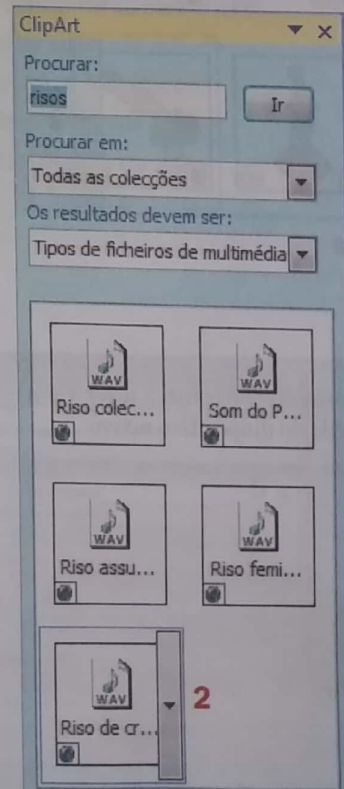 ClipArt
Procurar:
risos
Ir
Procurar em:
Todas as colecções
Os resultados devem ser:
Tipos de ficheiros de multimédia
WAV
Riso colec...
WAV
Som do P...
WAV
Riso assu...
WAV
Riso femi...
WAV
Riso de cr...
2